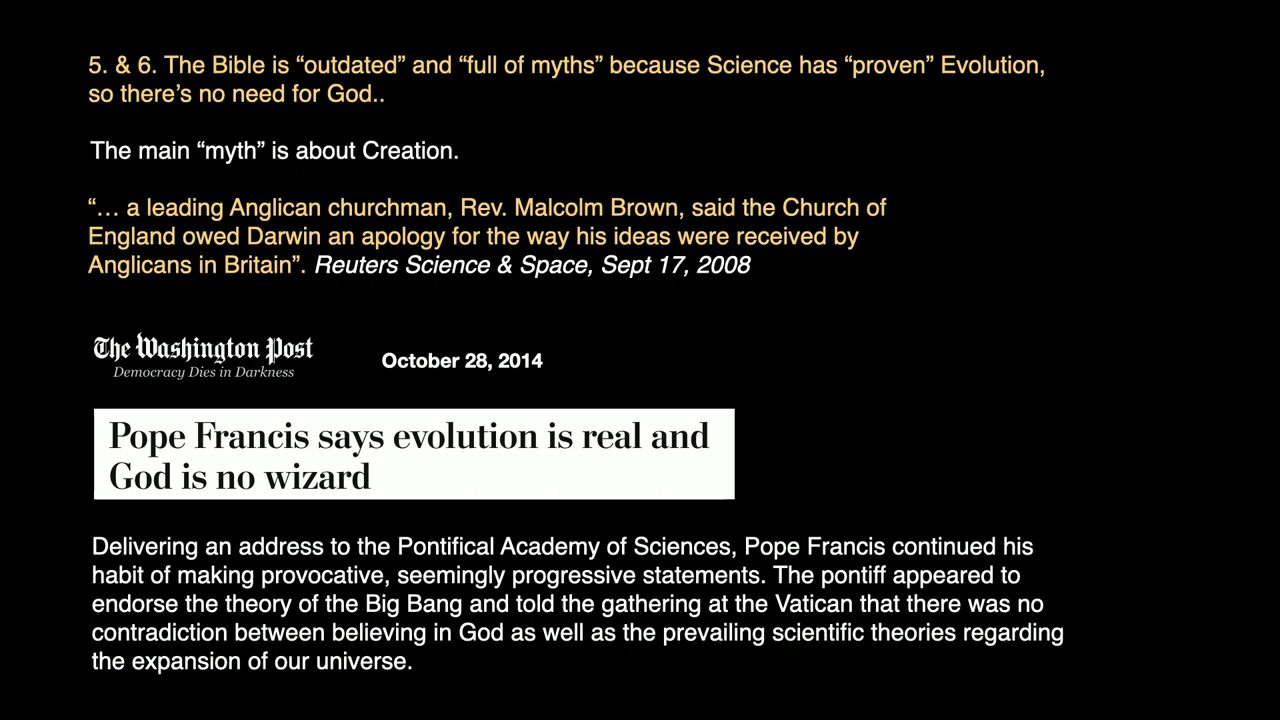 5. & 6. The Bible is “outdated” and “full of myths” because Science has “proven” Evolution,
so there’s no need for God..
The main “myth” is about Creation.
“… a leading Anglican churchman, Rev. Malcolm Brown, said the Church of
England owed Darwin an apology for the way his ideas were received by
Anglicans in Britain”. Reuters Science & Space, Sept 17, 2008
The Washington Post
Democracy Dies in Darkness
October 28, 2014
Pope Francis says evolution is real and
God is no wizard
Delivering an address to the Pontifical Academy of Sciences, Pope Francis continued his
habit of making provocative, seemingly progressive statements. The pontiff appeared to
endorse the theory of the Big Bang and told the gathering at the Vatican that there was no
contradiction between believing in God as well as the prevailing scientific theories regarding
the expansion of our universe.